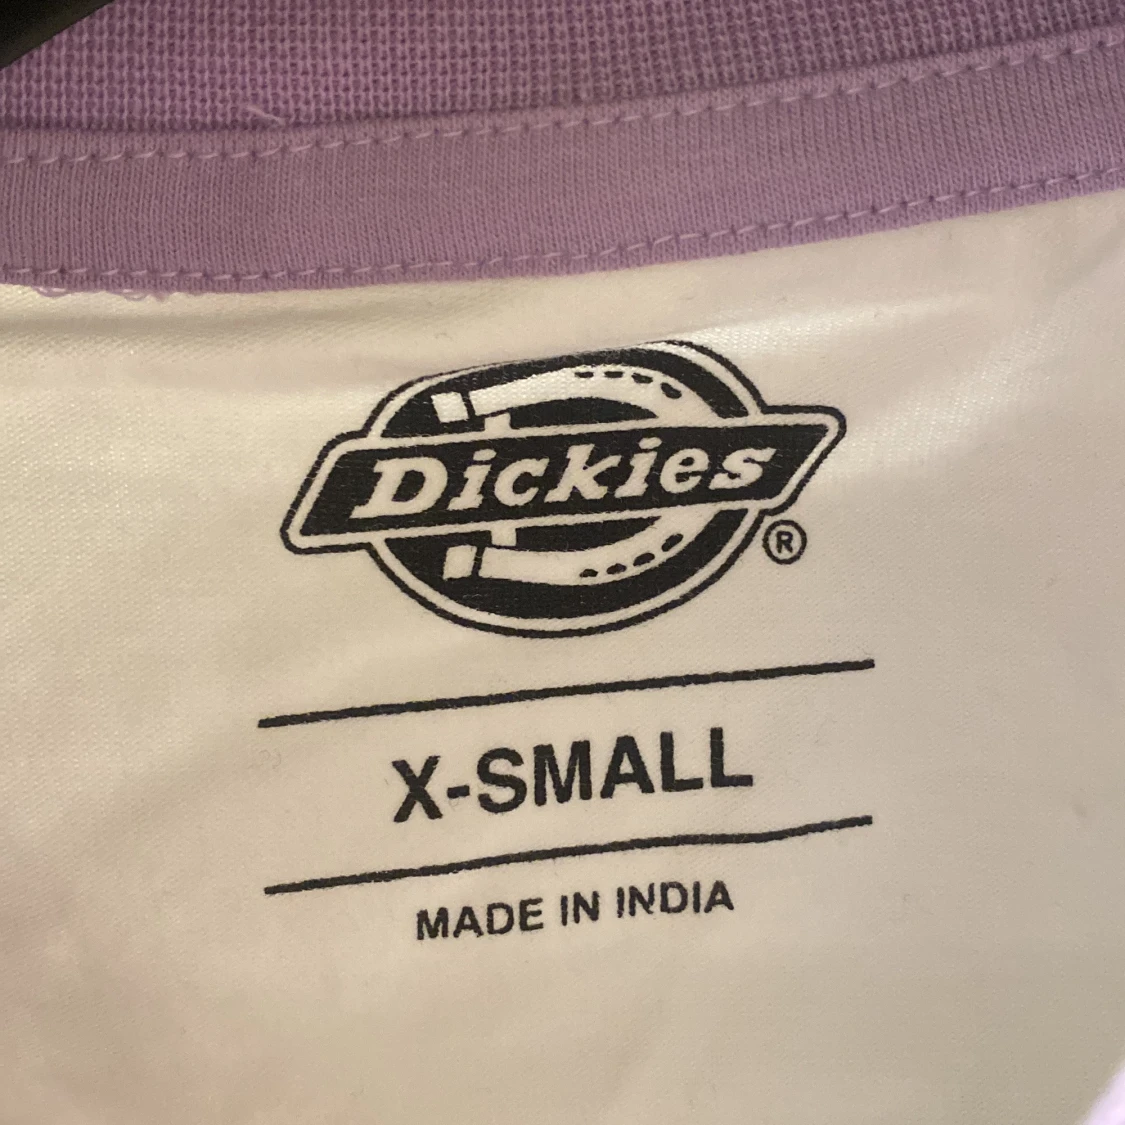 Dickies
®
X-SMALL
MADE IN INDIA